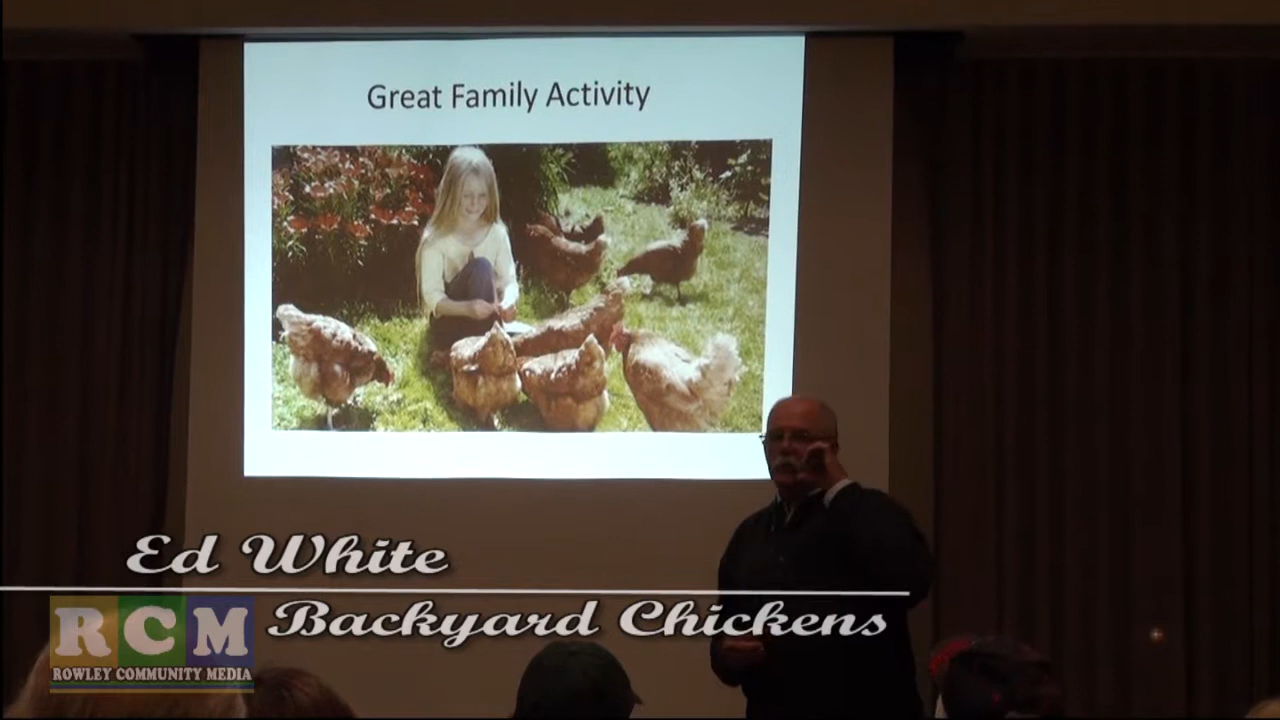 Great Family Activity
Ed White
Backyard Chickens
RCM
ROWLEY COMMUNITY MEDIA